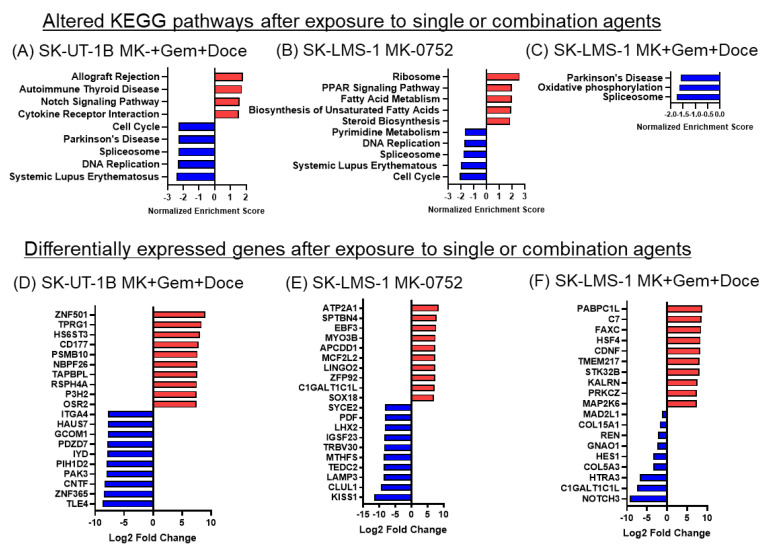 Altered KEGG pathways after exposure to single or combination agents
(A) SK-UT-1B MK-+Gem+Doce
Allograft Rejection
Autoimmune Thyroid Disease
Notch Signaling Pathway
Cytokine Receptor Interaction
Cell Cycle
Parkinson's Disease
Spliceosome
DNA Replication
Systemic Lupus Erythematosus
-3 -2 -1 0 1 2
Normalized Enrichment Score
(B) SK-LMS-1 MK-0752
Ribosome
PPAR Signaling Pathway
Fatty Acid Metabolism
Biosynthesis of Unsaturated Fatty Acids
Steroid Biosynthesis
Pyrimidine Metabolism
DNA Replication
Spliceosome
Systemic Lupus Erythematous
Cell Cycle
-3 -2 -1 0 1 2 3
Normalized Enrichment Score
(C) SK-LMS-1 MK+Gem+Doce
Parkinson's Disease
Oxidative phosphorylation
Spliceosome
-2.0 -1.5 -1.0 -0.5 0.0
Normalized Enrichment Score
Differentially expressed genes after exposure to single or combination agents
(D) SK-UT-1B MK+Gem+Doce
ZNF501
TPRG1
HS6ST3
CD177
PSMB10
NBPF26
TAPBPL
RSPH4A
P3H2
OSR2
ITGA4
HAUS7
GCOM1
PDZD7
IYD
PIH1D2
PAK3
CNTF
ZNF365
TLE4
-10 -5 0 5 10
Log2 Fold Change
(E) SK-LMS-1 MK-0752
ATP2A1
SPTBN4
EBF3
MYO3B
APCDD1
MCF2L2
LINGO2
ZFP92
C1GALT1C1L
SOX18
SYCE2
PDF
LHX2
IGSF23
TRBV30
MTHFS
TEDC2
LAMP3
CLUL1
KISS1
-15 -10 -5 0 5 10
Log2 Fold Change
(F) SK-LMS-1 MK+Gem+Doce
PABPC1L
C7
FAXC
HSF4
CDNF
TMEM217
STK32B
KALRN
PRKCZ
MAP2K6
MAD2L1
COL15A1
REN
GNAO1
HES1
COL5A3
HTRA3
C1GALT1C1L
NOTCH3
-10 -5 0 5 10
Log2 Fold Change